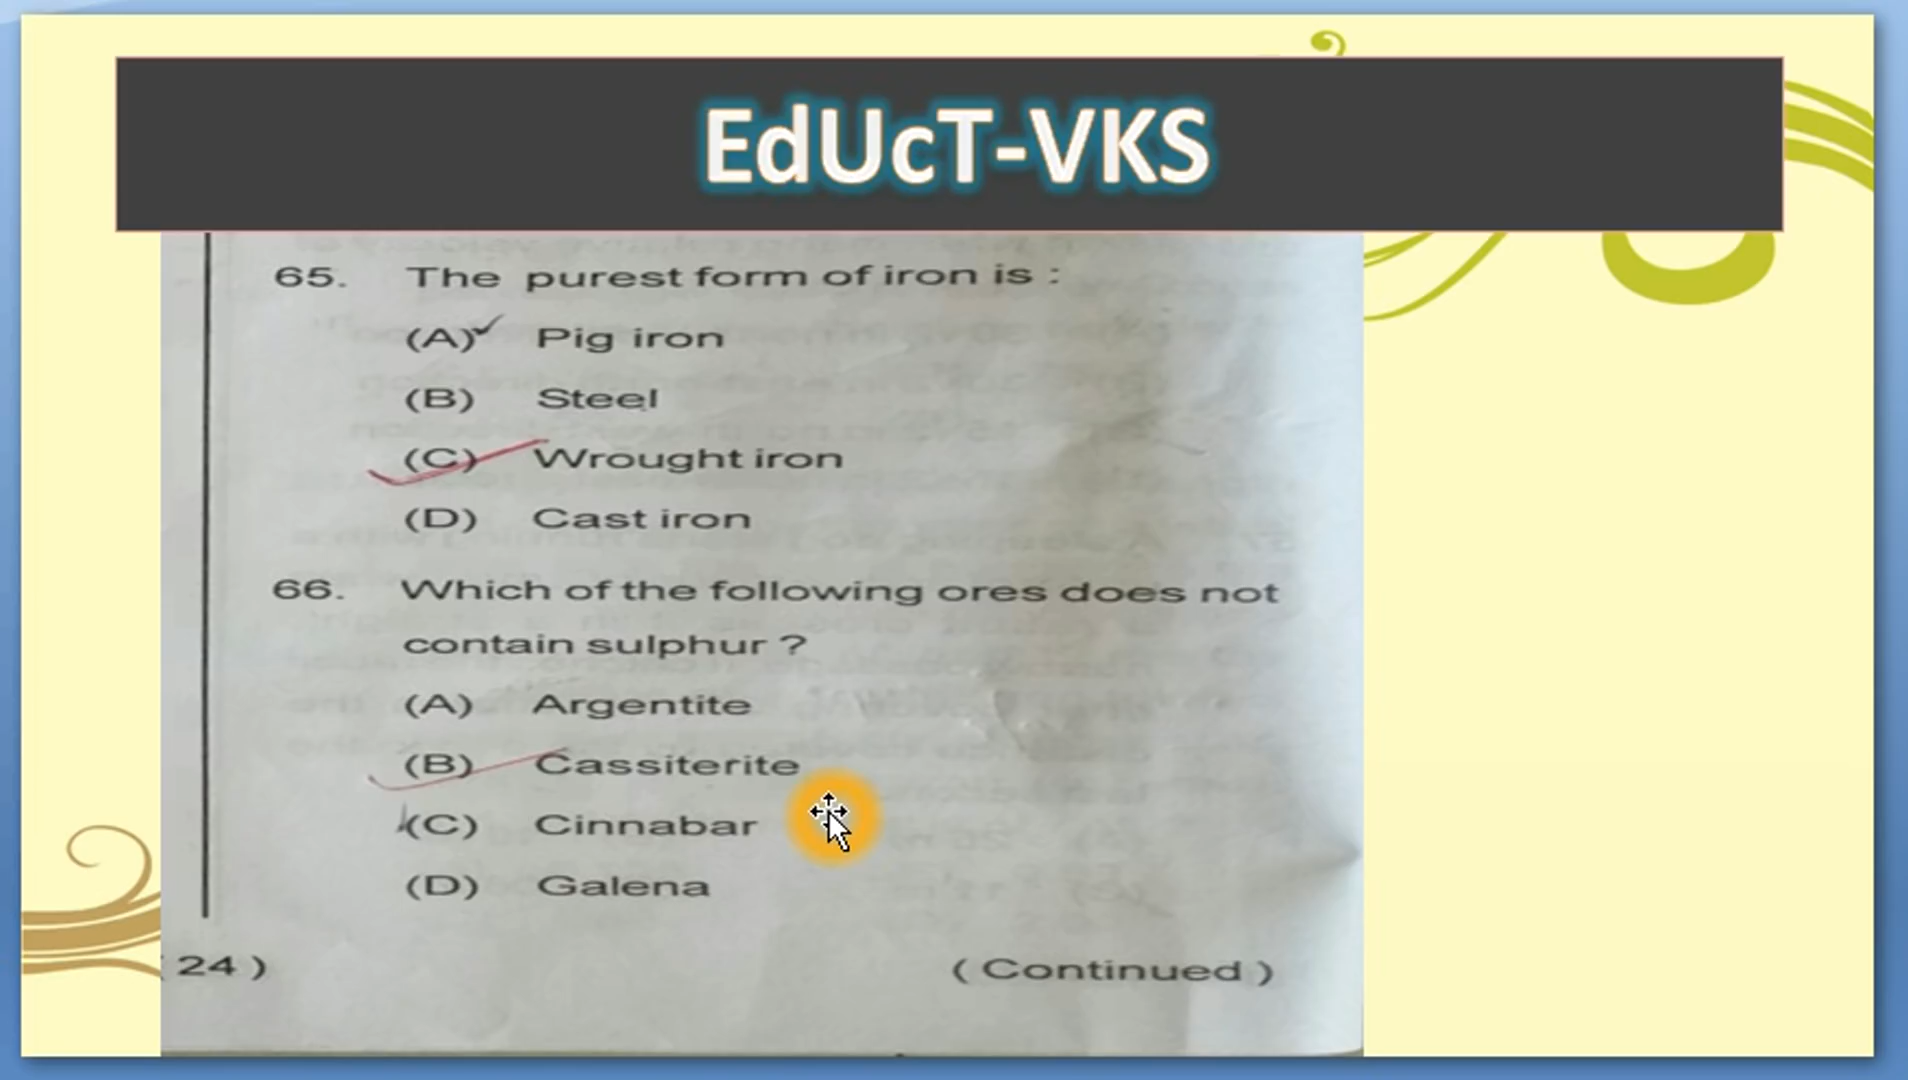 EdUcT-VKS
65. The purest form of iron is :
(A) Pig iron
(B) Steel
(C) Wrought iron
(D) Cast iron
66. Which of the following ores does not
contain sulphur ?
(A) Argentite
(B) Cassiterite
(C) Cinnabar
(D) Galena
24 )
( Continued )